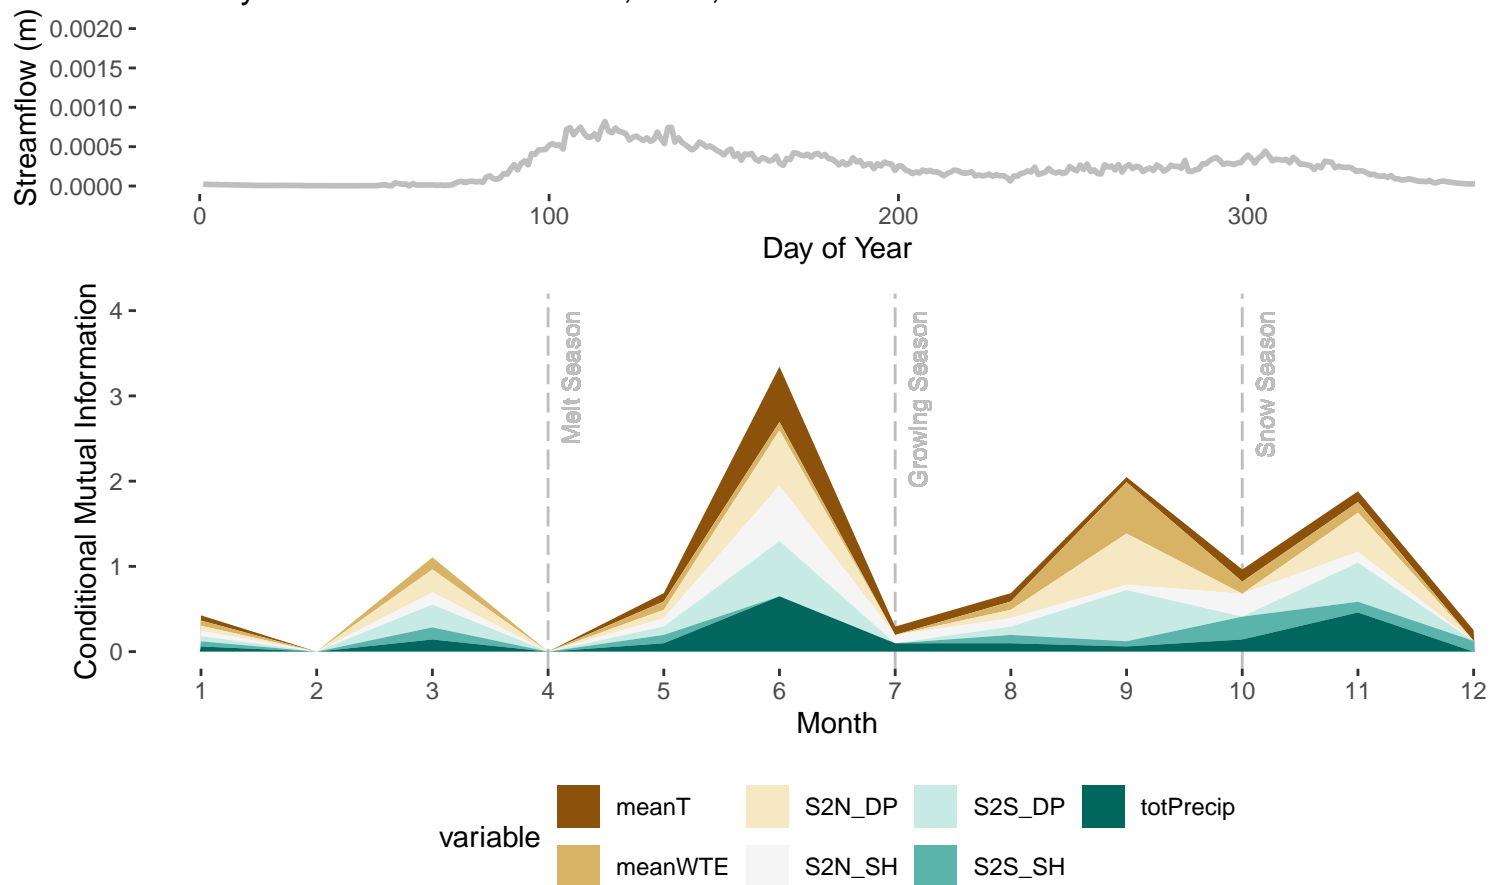 Streamflow (m)
0.0020
0.0015
0.0010
0.0005
0.0000
0 100 200 300
Day of Year
Conditional Mutual Information
4
3
2
1
0
Melt Season
Growing Season
Snow Season
1 2 3 4 5 6 7 8 9 10 11 12
Month
variable
meanT S2N_DP S2S_DP totPrecip
meanWTE S2N_SH S2S_SH